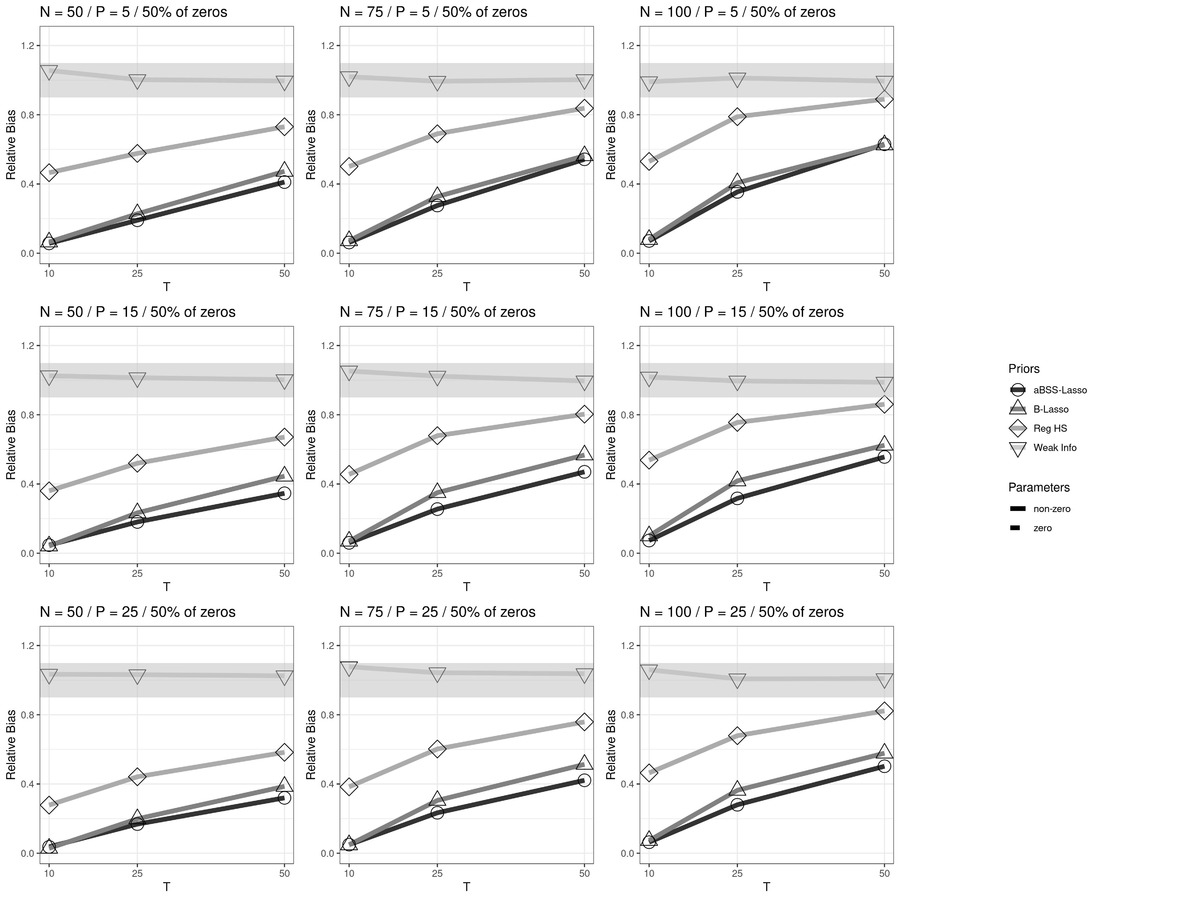 N = 50 / P = 5 / 50% of zeros
Relative Bias
1.2
0.8
0.4
0.0
10
25
50
T
N = 75 / P = 5 / 50% of zeros
Relative Bias
1.2
0.8
0.4
0.0
10
25
50
T
N = 100 / P = 5 / 50% of zeros
Relative Bias
1.2
0.8
0.4
0.0
10
25
50
T
N = 50 / P = 15 / 50% of zeros
Relative Bias
1.2
0.8
0.4
0.0
10
25
50
T
N = 75 / P = 15 / 50% of zeros
Relative Bias
1.2
0.8
0.4
0.0
10
25
50
T
N = 100 / P = 15 / 50% of zeros
Relative Bias
1.2
0.8
0.4
0.0
10
25
50
T
N = 50 / P = 25 / 50% of zeros
Relative Bias
1.2
0.8
0.4
0.0
10
25
50
T
N = 75 / P = 25 / 50% of zeros
Relative Bias
1.2
0.8
0.4
0.0
10
25
50
T
N = 100 / P = 25 / 50% of zeros
Relative Bias
1.2
0.8
0.4
0.0
10
25
50
T
Priors
aBSS-Lasso
B-Lasso
Reg HS
Weak Info
Parameters
non-zero
zero